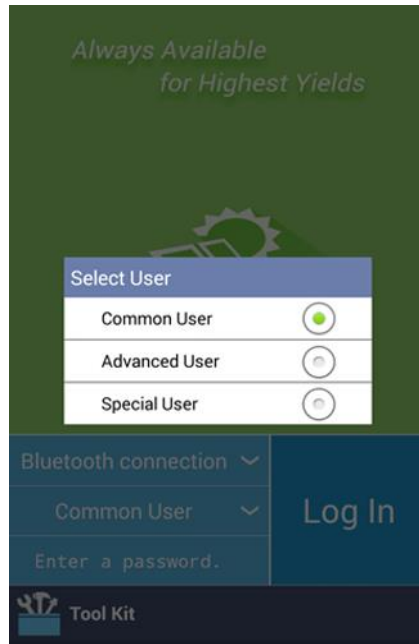 Always Available
for Highest Yields
Select User
Common User
Advanced User
Special User
Bluetooth connection
Common User
Log In
Enter a password.
Tool Kit